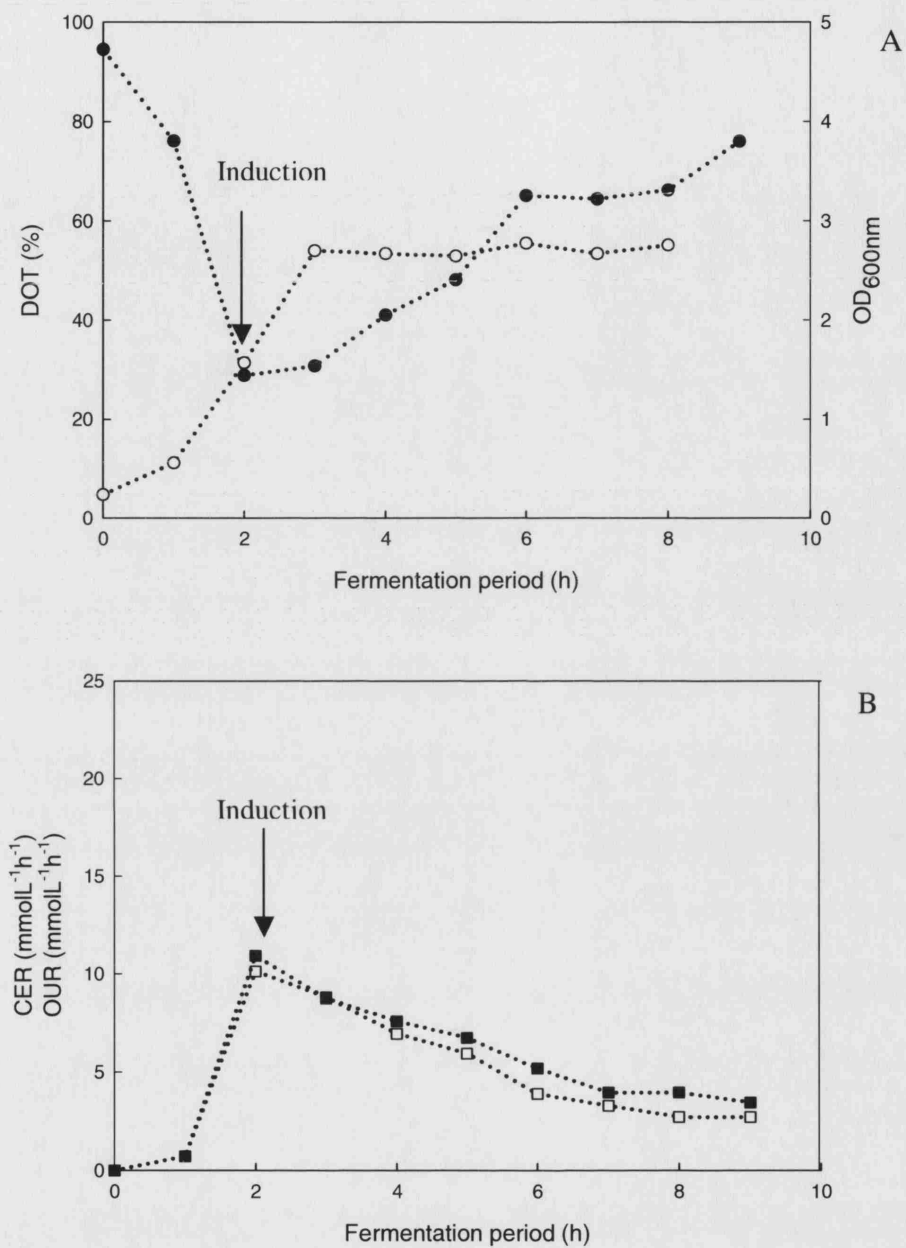 A
100
80
60
40
20
0
DOT (%)
Induction
5
4
3
2
1
0
OD600nm
0 2 4 6 8 10
Fermentation period (h)
B
25
20
15
10
5
0
CER (mmolL-1h-1)
OUR (mmolL-1h-1)
Induction
0 2 4 6 8 10
Fermentation period (h)